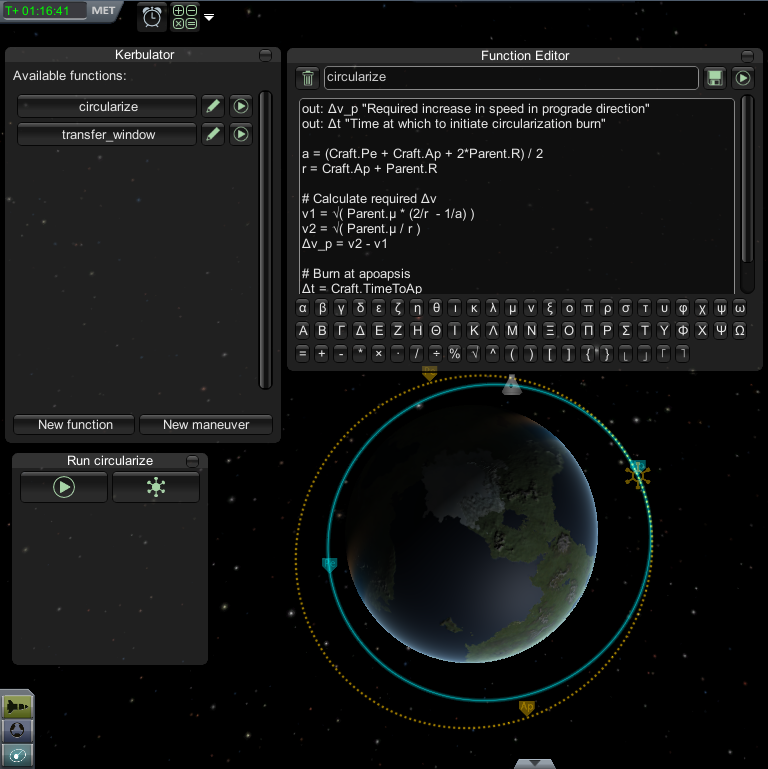 T+ 01:16:41 MET
Kerbulator
Available functions:
circularize
transfer_window
New function New maneuver
Function Editor
circularize
out: Δv_p "Required increase in speed in prograde direction"
out: Δt "Time at which to initiate circularization burn"
a = (Craft.Pe + Craft.Ap + 2*Parent.R) / 2
r = Craft.Ap + Parent.R
# Calculate required Δv
v1 = √( Parent.μ * (2/r - 1/a) )
v2 = √( Parent.μ / r )
Δv_p = v2 - v1
# Burn at apoapsis
Δt = Craft.TimeToAp
α β γ δ ε ζ η θ ι κ λ μ ν ξ ο π ρ σ τ υ φ χ ψ ω
Α Β Γ Δ Ε Ζ Η Θ Ι Κ Λ Μ Ν Ξ Ο Π Ρ Σ Τ Υ Φ Χ Ψ Ω
= + - * × · / ÷ % √ ^ ( ) [ ] { } ⌊ ⌋ ⌈ ⌉
Run circularize
Pe
Ap